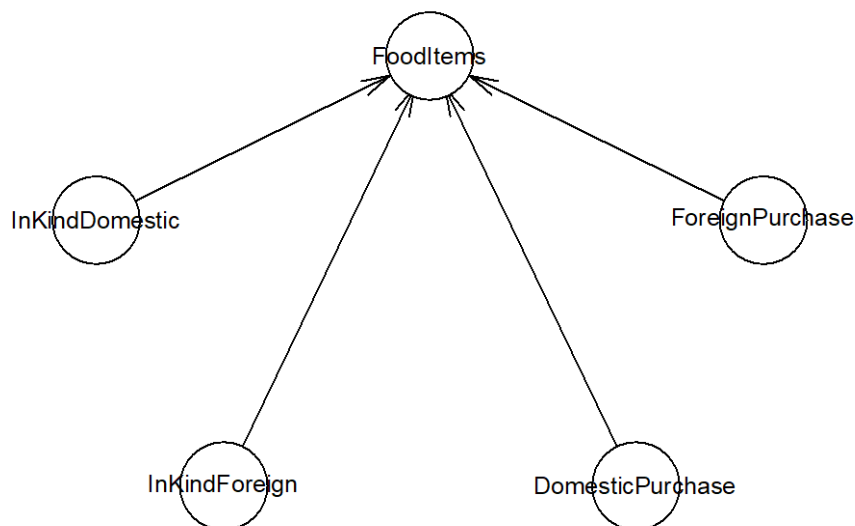 FoodItems
InKindDomestic
ForeignPurchase
InKindForeign
DomesticPurchase